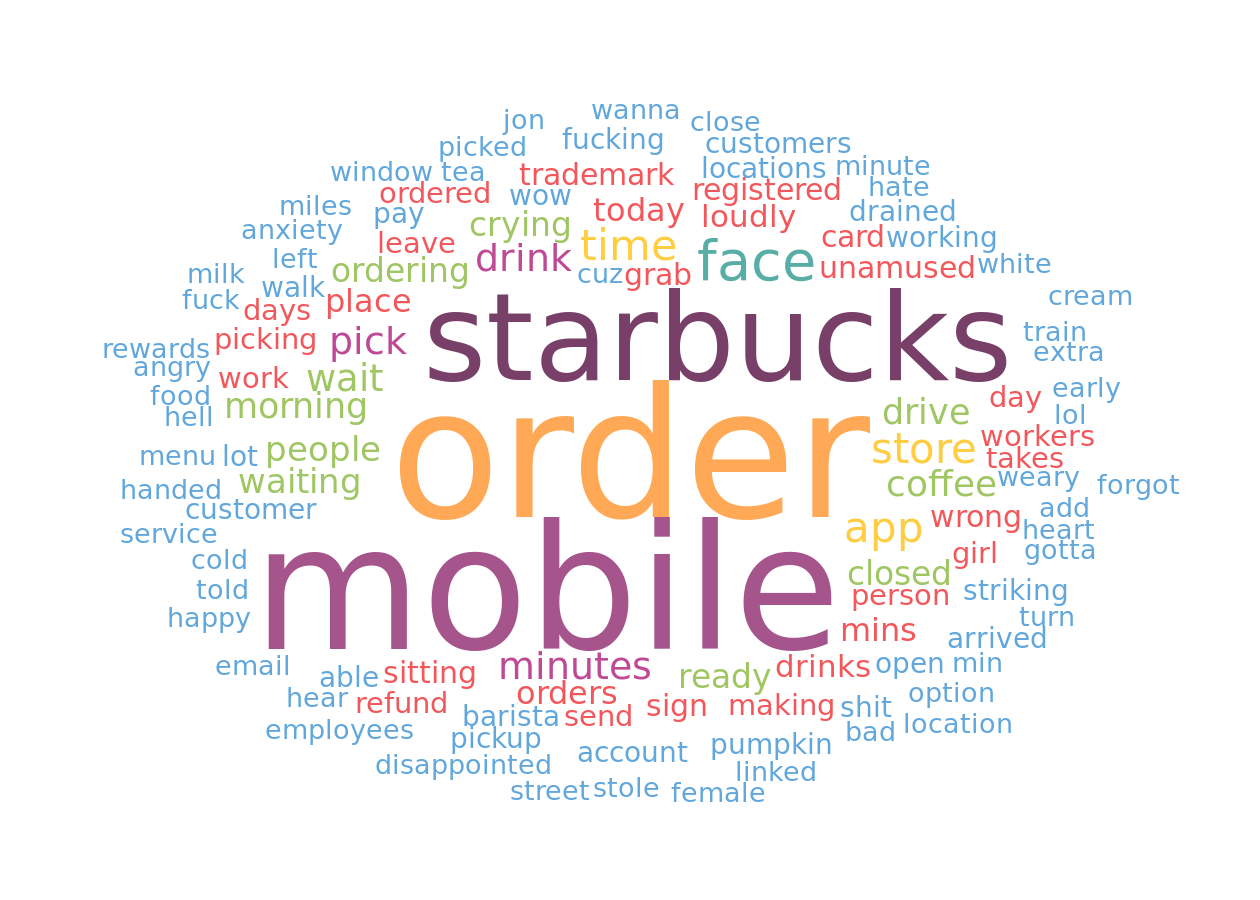 wanna
jon close
picked fucking customers
window tea trademark locations minute
ordered wow registered hate
miles pay today loudly drained
anxiety crying time card working
left leave drink face white
milk ordering cuz grab unamused
fuck walk cream
days place starbucks
rewards picking pick train
angry extra
food work wait day early
hell morning order drive lol
menu lot people store workers
takes
handed waiting coffee weary forgot
customer add
service app wrong heart
cold mobile girl gotta
told closed striking
happy person turn
mins arrived
email able sitting minutes ready drinks open min
hear refund orders option
barista send sign making shit
employees pickup bad location
disappointed account pumpkin
linked
street stole female